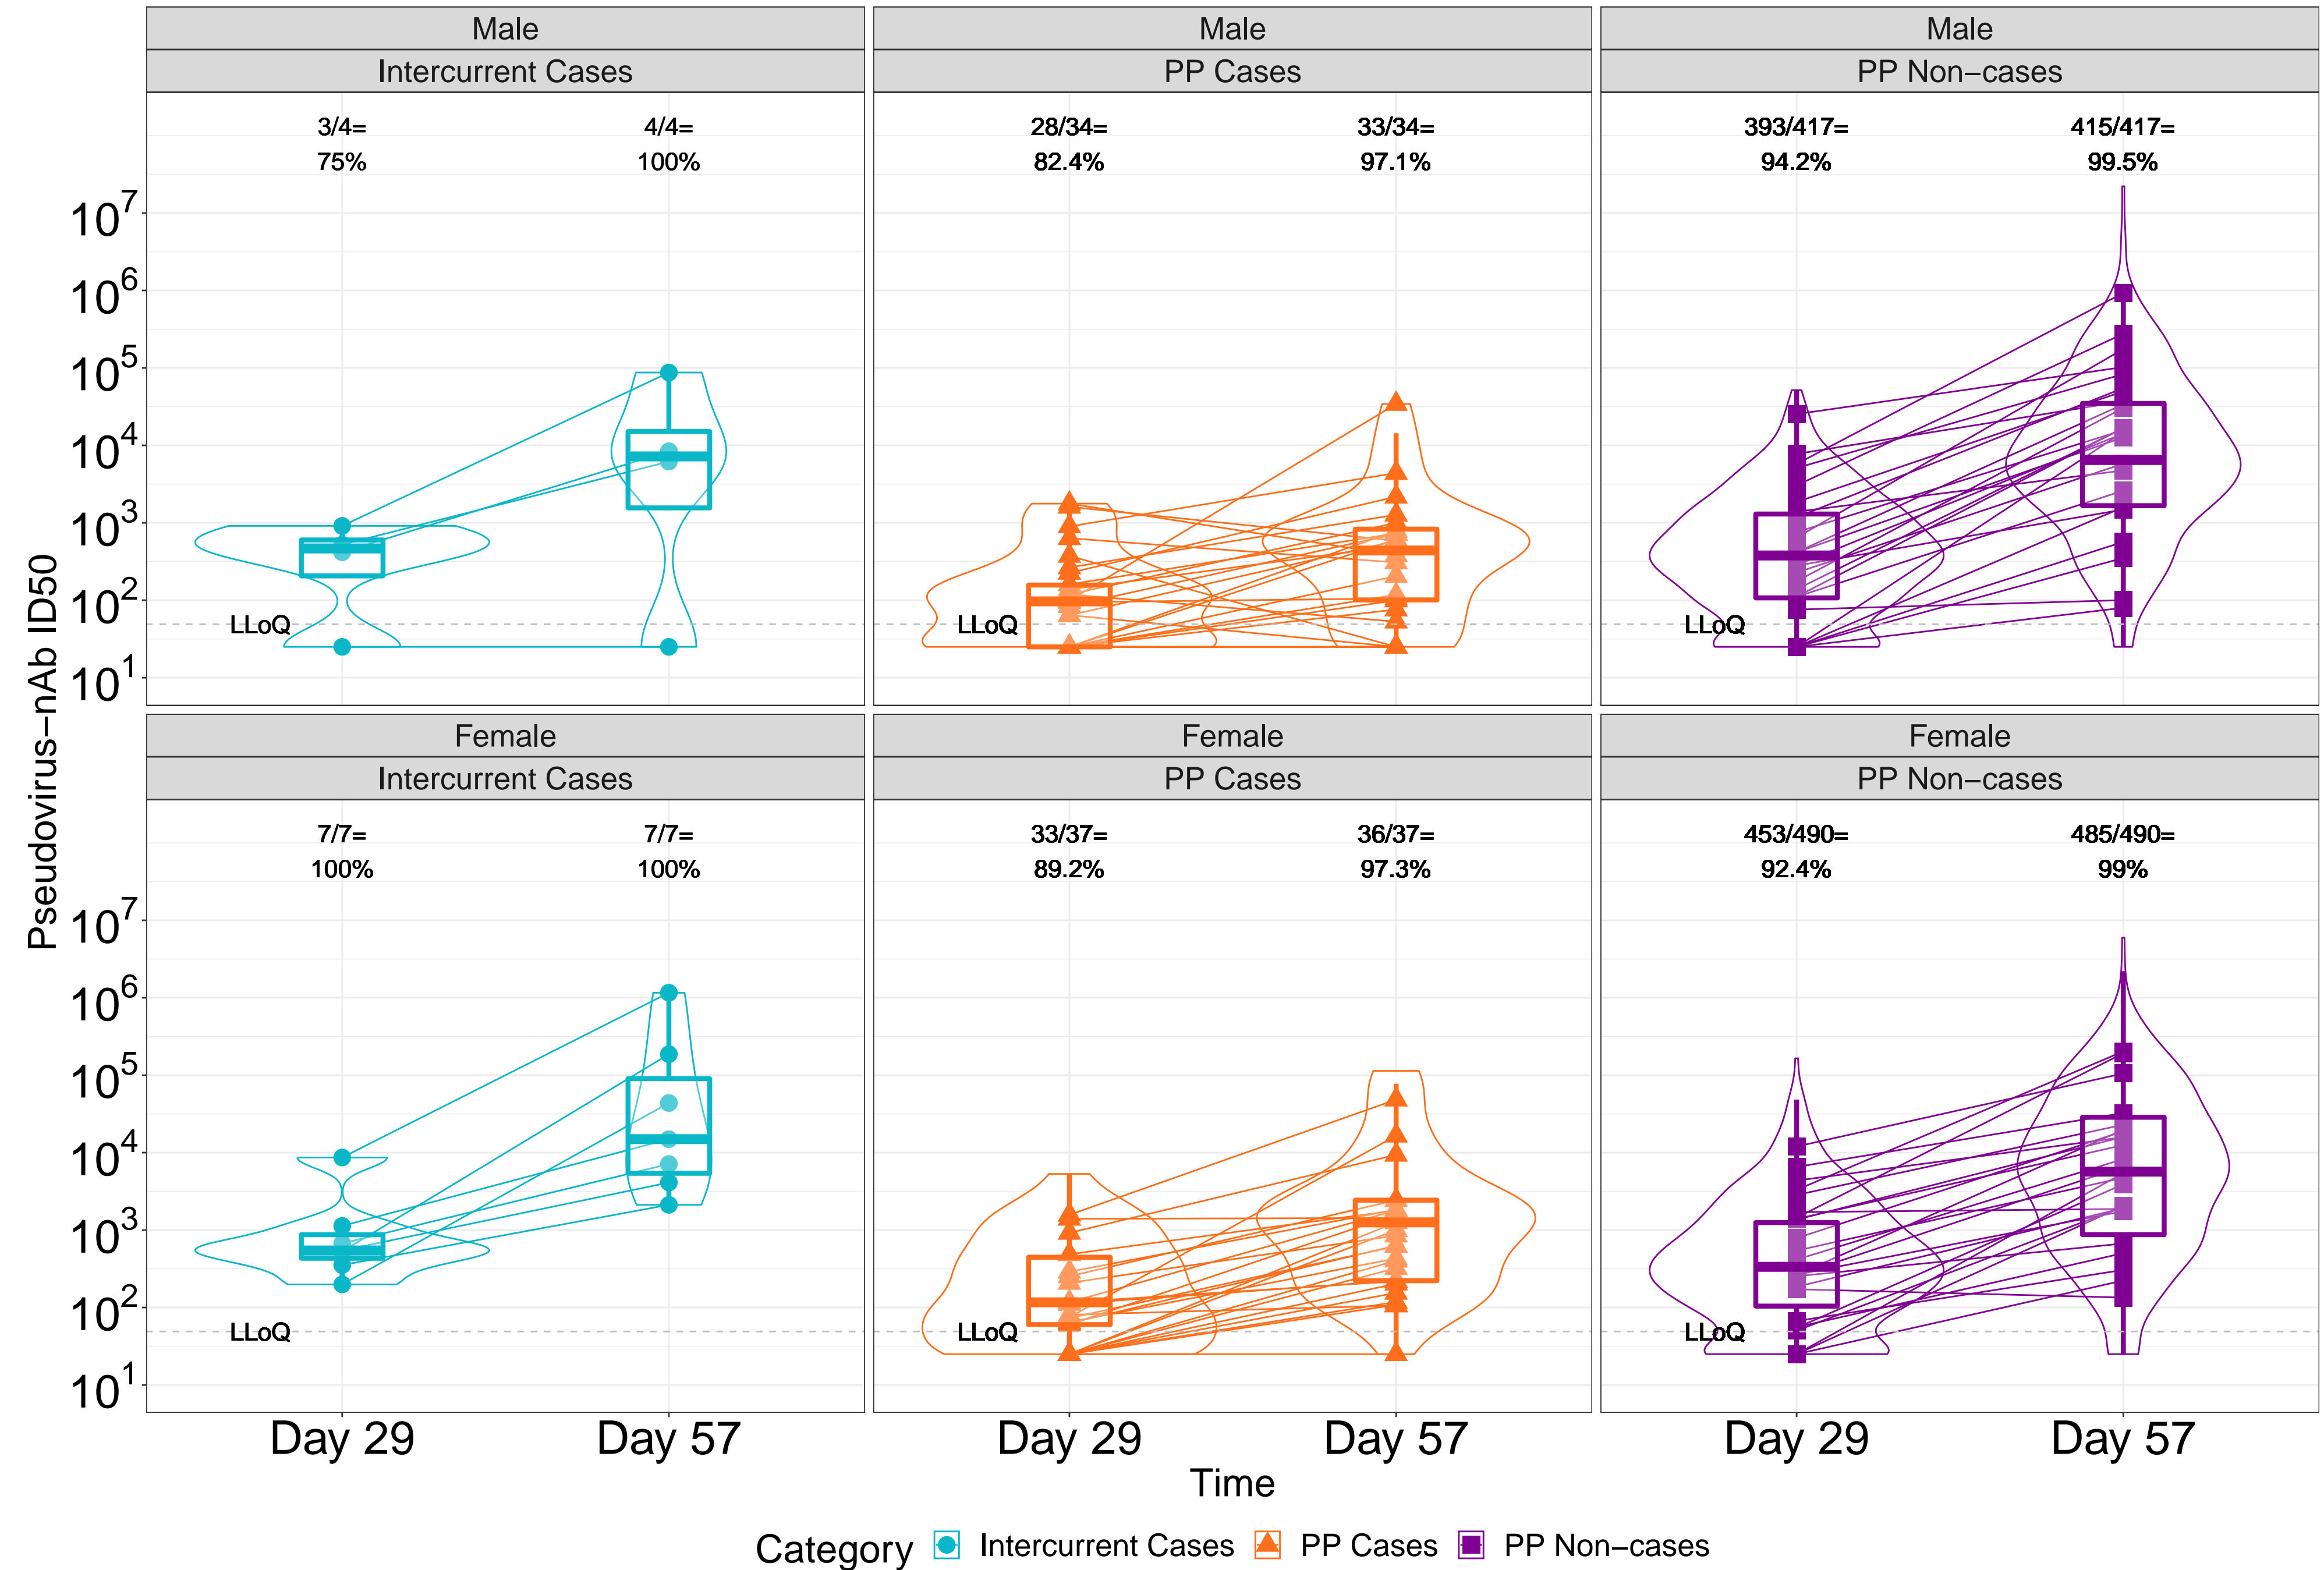 Male
Male
Male
Intercurrent Cases
PP Cases
PP Non−cases
3/4=
75%
4/4=
100%
28/34=
82.4%
33/34=
97.1%
393/417=
94.2%
415/417=
99.5%
10^7
10^6
10^5
10^4
10^3
10^2
10^1
LLoQ
LLoQ
LLoQ
Pseudovirus−nAb ID50
Female
Female
Female
Intercurrent Cases
PP Cases
PP Non−cases
7/7=
100%
7/7=
100%
33/37=
89.2%
36/37=
97.3%
453/490=
92.4%
485/490=
99%
10^7
10^6
10^5
10^4
10^3
10^2
10^1
LLoQ
LLoQ
LLoQ
Day 29
Day 57
Day 29
Day 57
Day 29
Day 57
Time
Category
Intercurrent Cases
PP Cases
PP Non−cases